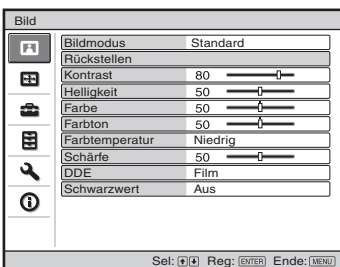 Bild
Bildmodus Standard
Rückstellen
Kontrast 80
Helligkeit 50
Farbe 50
Farbton 50
Farbtemperatur Niedrig
Schärfe 50
DDE Film
Schwarzwert Aus
Sel: Reg: ENTER Ende: MENU